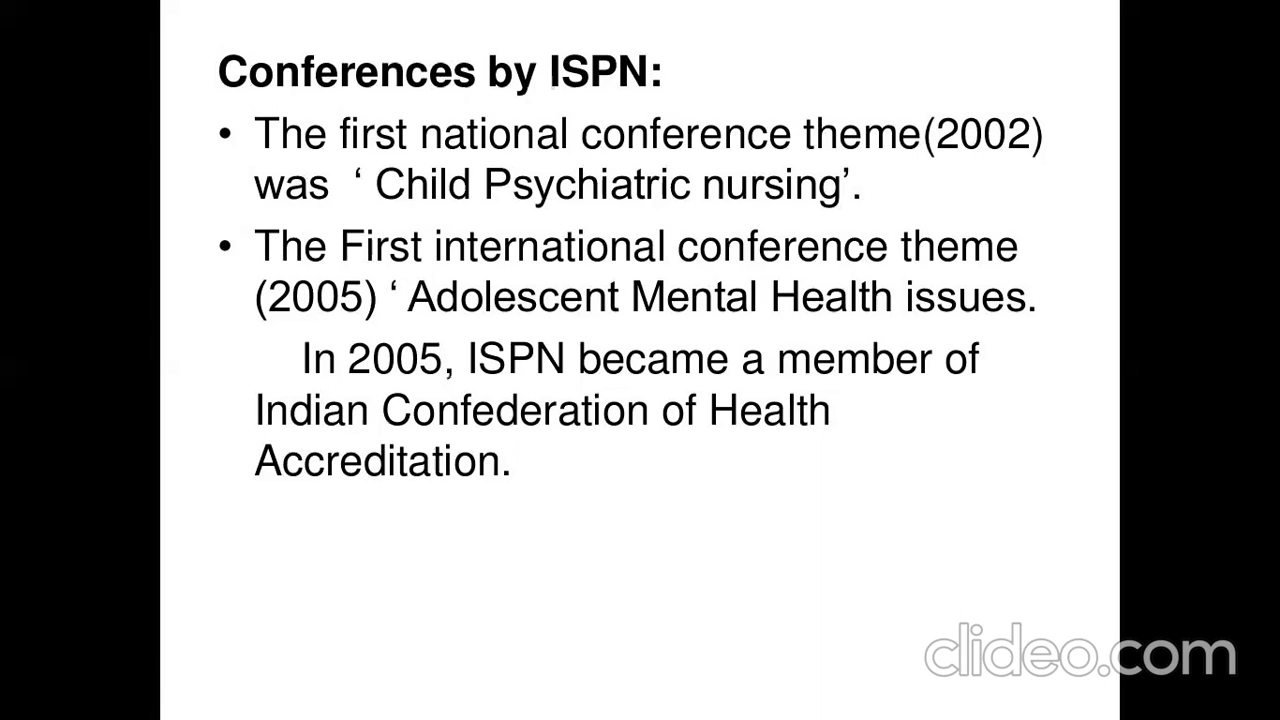 Conferences by ISPN:
• The first national conference theme(2002)
was ‘ Child Psychiatric nursing’.
• The First international conference theme
(2005) ‘ Adolescent Mental Health issues.
In 2005, ISPN became a member of
Indian Confederation of Health
Accreditation.
clideo.com